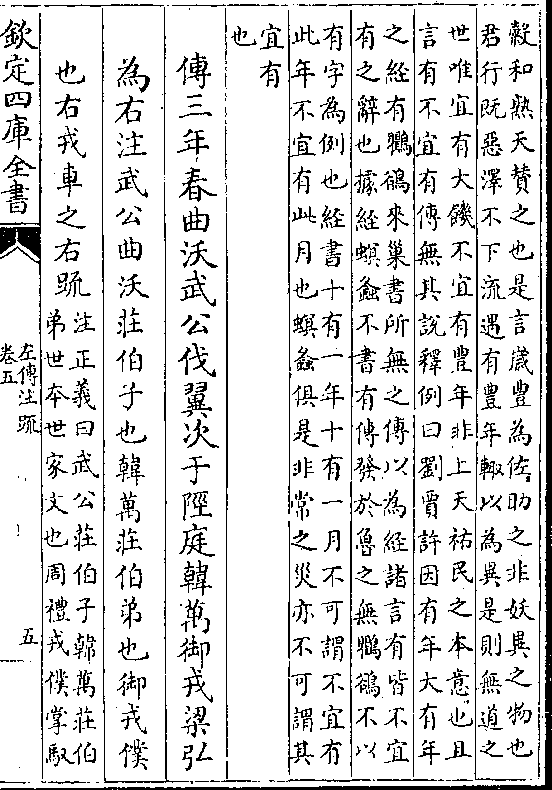 榖和熟天賛之也是言歳豐為佐助之非妖異之物也
君行既惡澤不下流遇有豐年輙以為異是則無道之
世唯宜有大饑不宜有豐年非上天祐民之本意也且
言有不宜有傳無其說釋例曰劉賈許因有年大有年
之經有鸜鵒來巢書所無之傳以為經諸言有皆不宜
有之辭也據經螟螽不書有傳發於魯之無鸜鵒不以
有字為例也經書十有一年十有一月不可謂不宜有
此年不宜有此月也螟螽俱是非常之災亦不可謂其
宜有
也
傳三年春曲沃武公伐翼次于陘庭韓萬御戎梁弘
為右注武公曲沃莊伯子也韓萬莊伯弟也御戎僕
也右戎車之右䟽
注正義曰武公莊伯子韓萬莊伯
弟世本世家文也周禮戎僕掌馭
欽定四庫全書
左傳注䟽
卷五
五